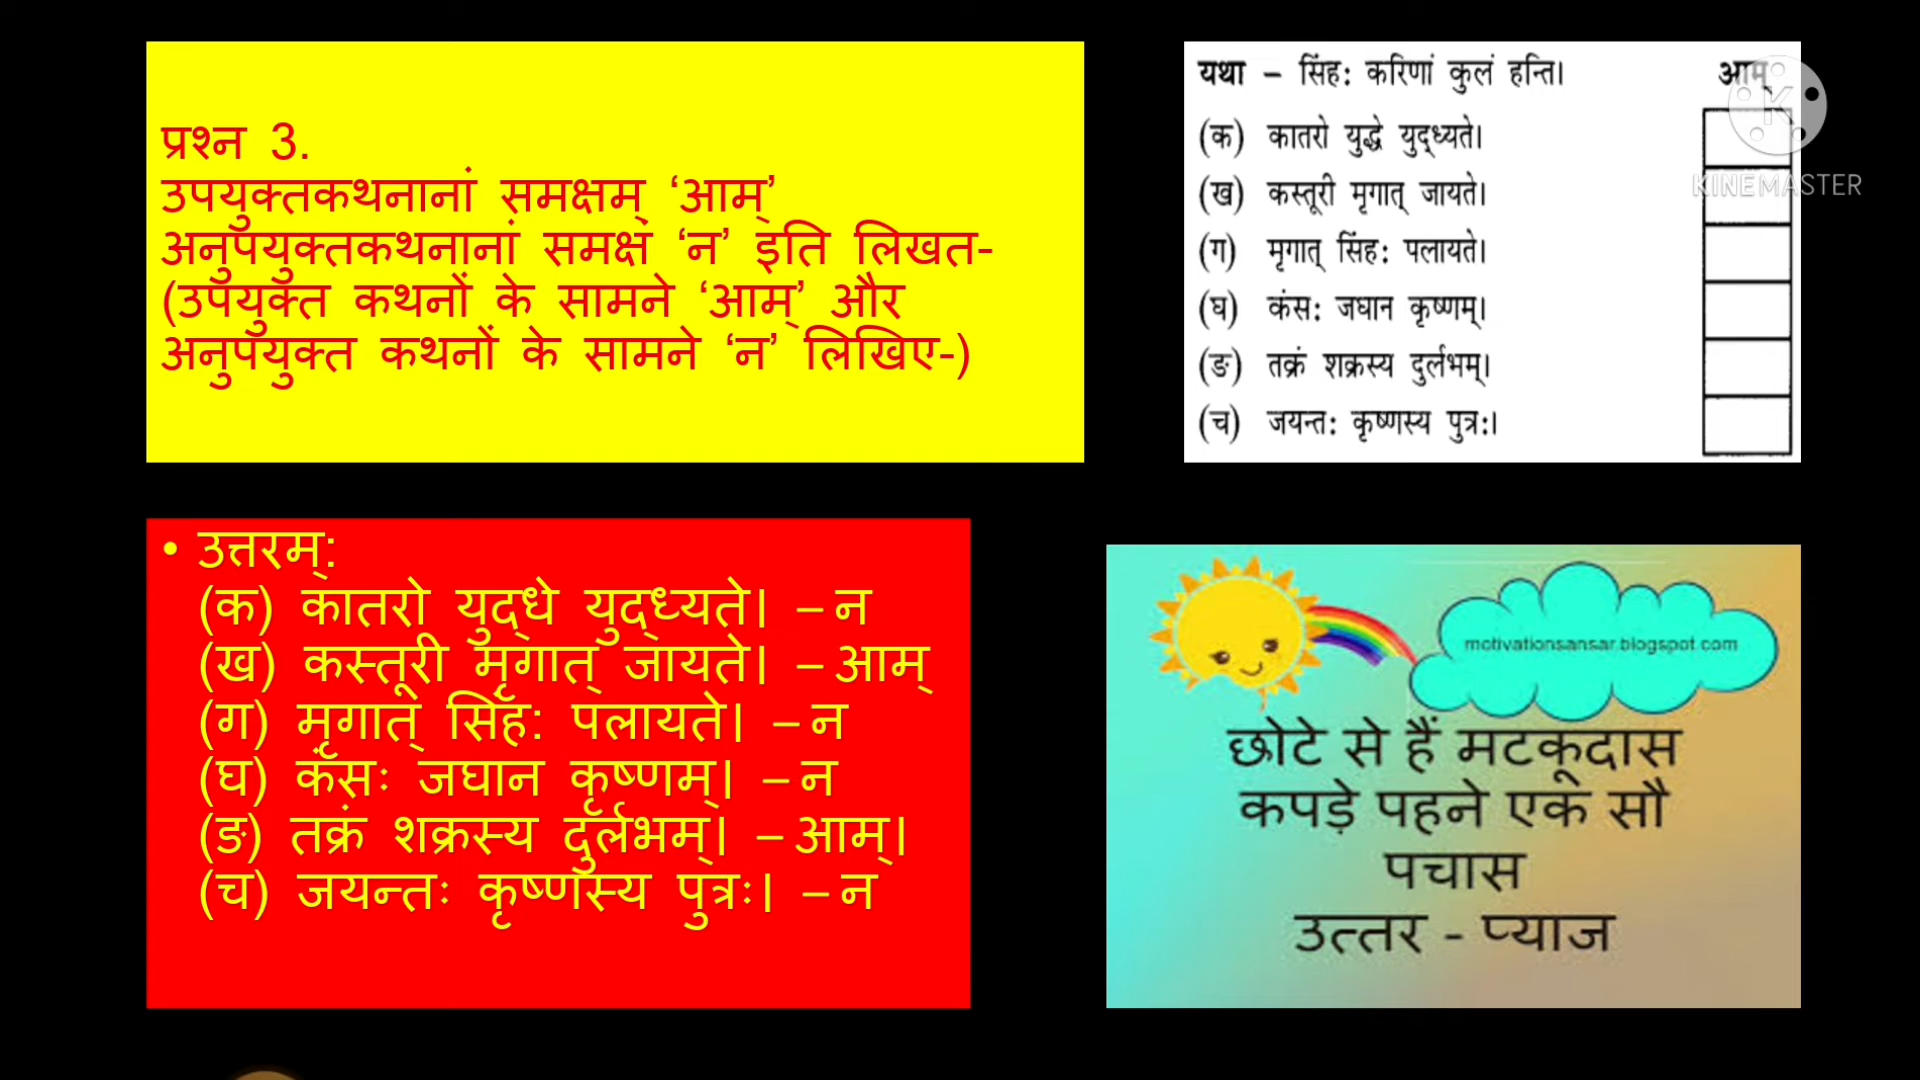 प्रश्न 3.
उपयुक्तकथनानां समक्षम् ‘आम्’
अनुपयुक्तकथनानां समक्षं ‘न’ इति लिखत-
(उपयुक्त कथनों के सामने ‘आम्’ और
अनुपयुक्त कथनों के सामने ‘न’ लिखिए-)
यथा – सिंहः करिणां कुलं हन्ति। आम्
(क) कातरो युद्धे युद्ध्यते।
(ख) कस्तूरी मृगात् जायते।
(ग) मृगात् सिंहः पलायते।
(घ) कंसः जघान कृष्णम्।
(ङ) तक्रं शक्रस्य दुर्लभम्।
(च) जयन्तः कृष्णस्य पुत्रः।
KINEMASTER
• उत्तरम्:
(क) कातरो युद्धे युद्ध्यते। – न
(ख) कस्तूरी मृगात् जायते। – आम्
(ग) मृगात् सिंह: पलायते। – न
(घ) कंसः जघान कृष्णम्। – न
(ङ) तक्रं शक्रस्य दुर्लभम्। – आम्।
(च) जयन्तः कृष्णस्य पुत्रः। – न
motivationsansar.blogspot.com
छोटे से हैं मटकूदास
कपड़े पहने एक सौ
पचास
उत्तर - प्याज